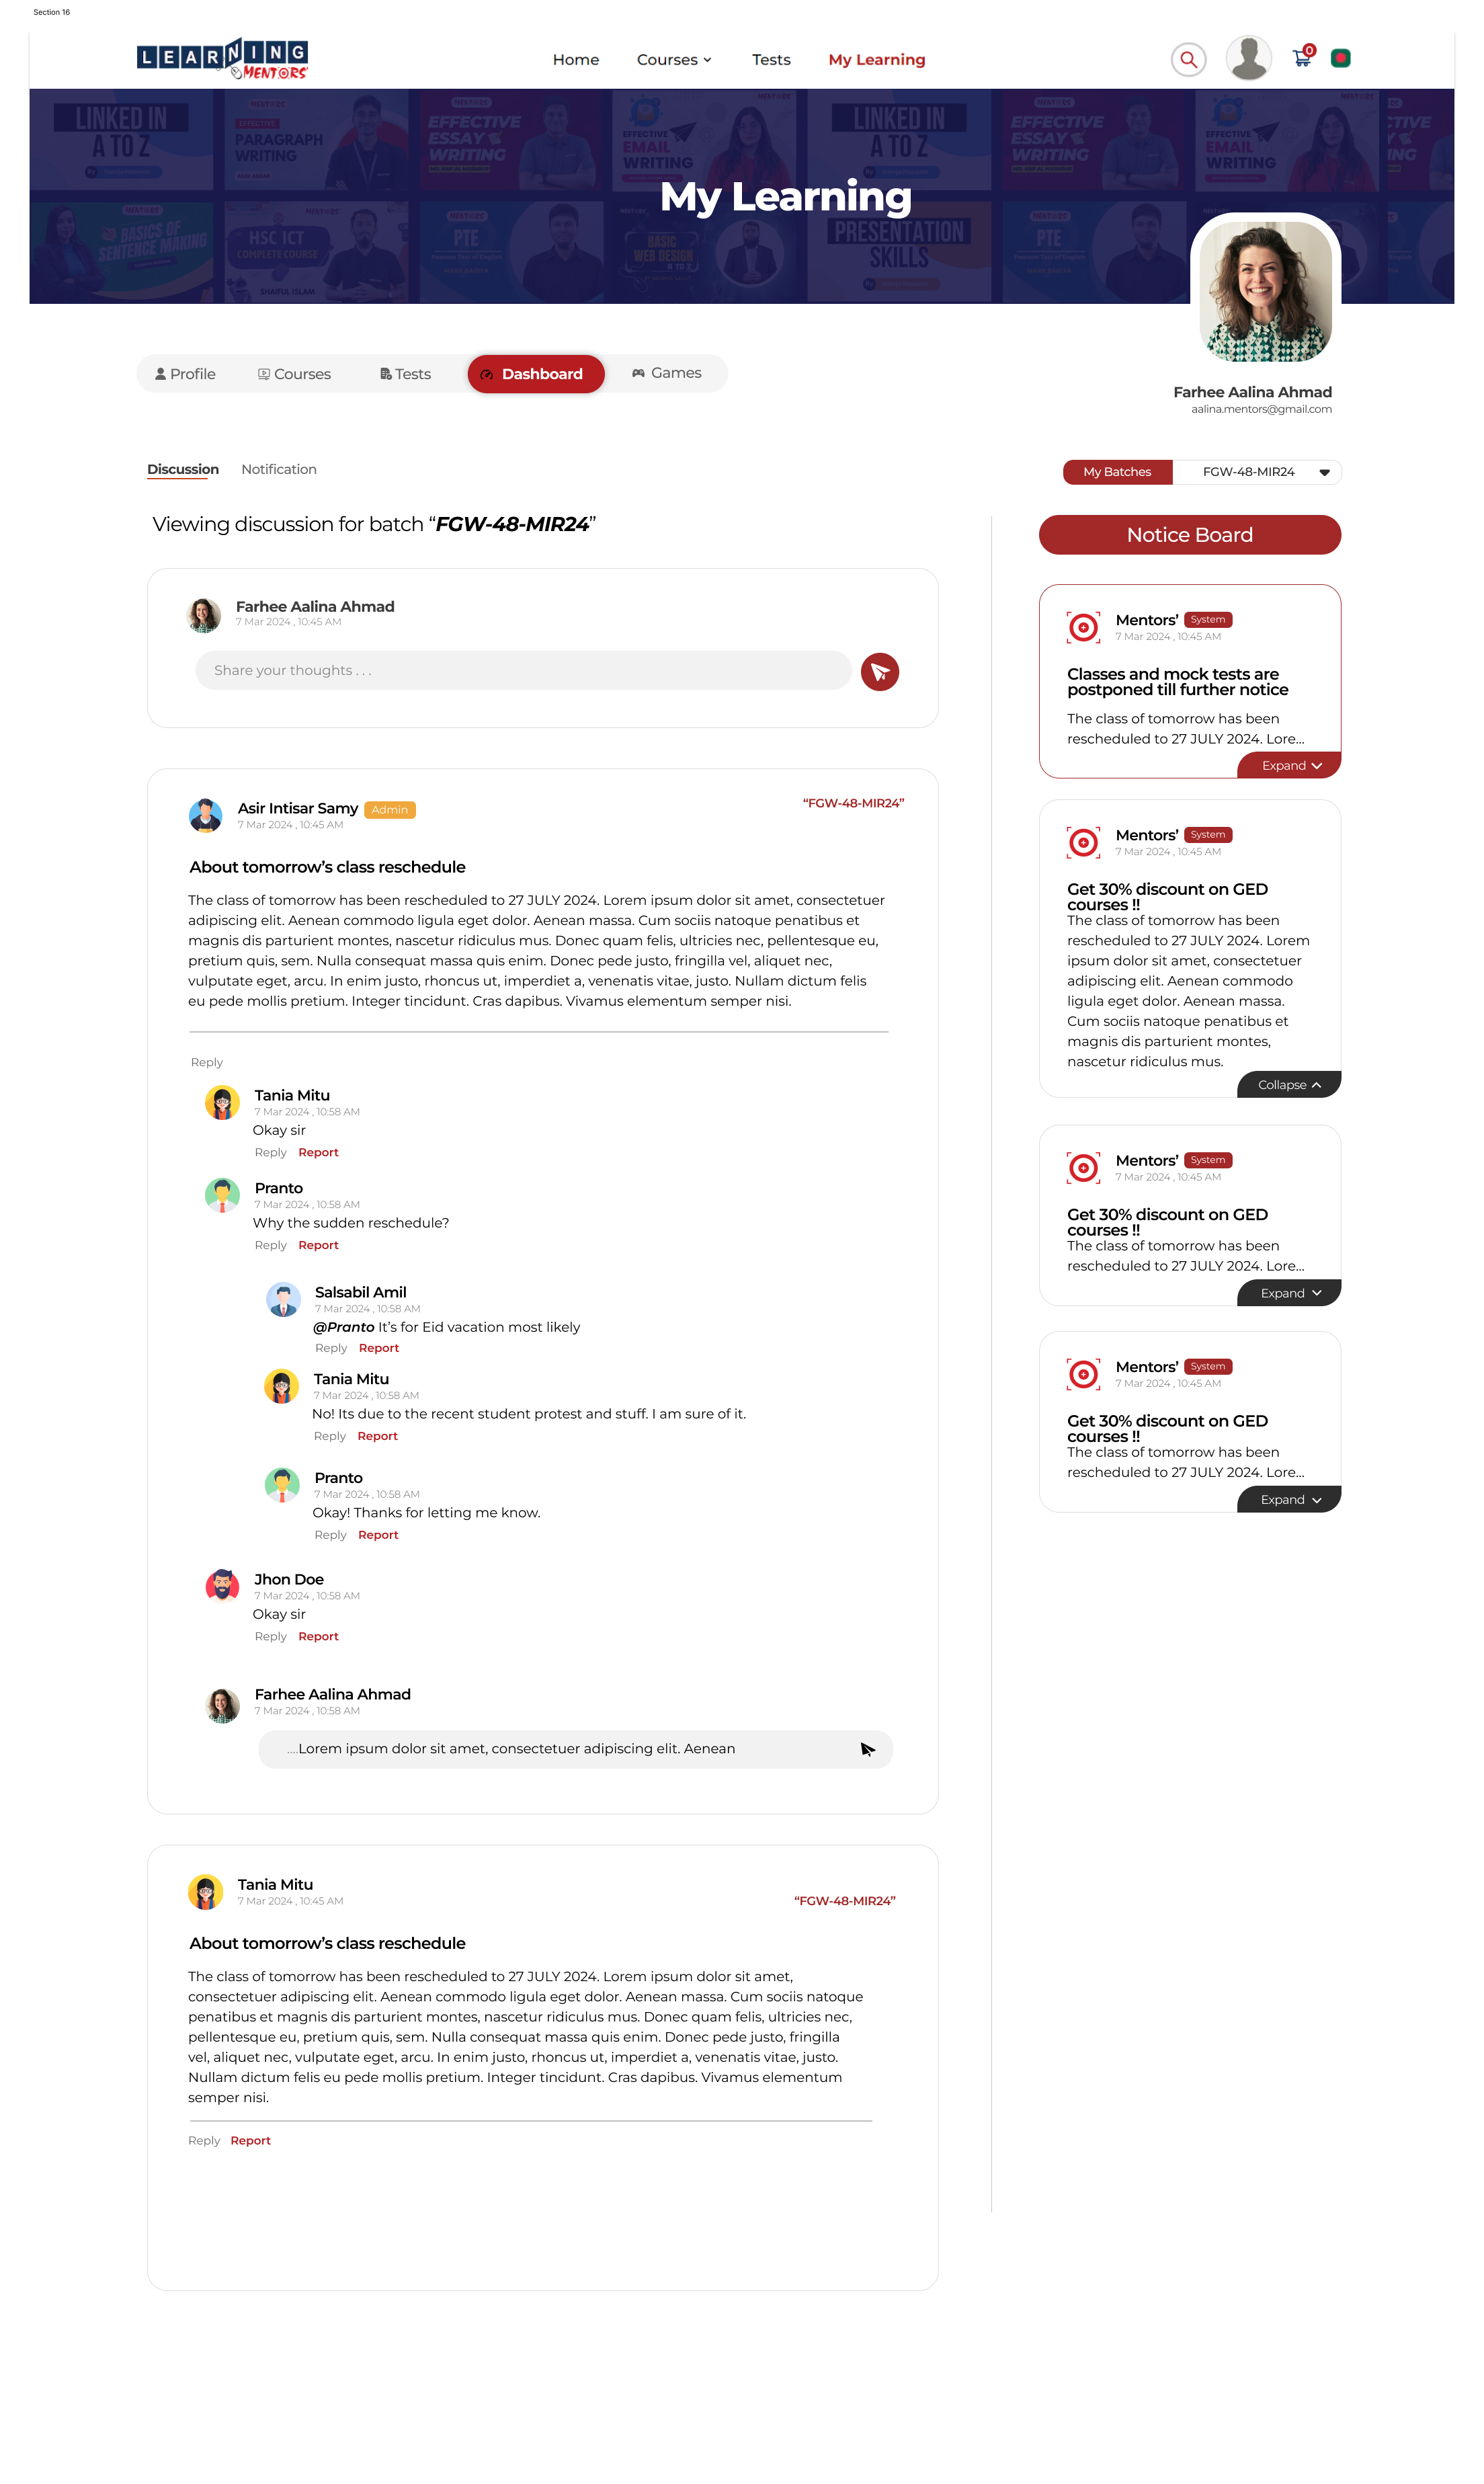 Section 16
LEARNING
MENTORS'
Home
Courses
Tests
My Learning
0
LINKED IN
A TO Z
MENTORS'
EFFECTIVE
PARAGRAPH
WRITING
MENTORS'
EFFECTIVE
ESSAY
WRITING
MENTORS'
EFFECTIVE
EMAIL
WRITING
LINKED IN
A TO Z
MENTORS'
EFFECTIVE
ESSAY
WRITING
MENTORS'
EFFECTIVE
EMAIL
WRITING
My Learning
MENTORS'
BASICS OF
SENTENCE MAKING
MENTORS'
HSC ICT
COMPLETE COURSE
SHAIFUL ISLAM
MENTORS'
PTE
BASIC
WEB DESIGN
A TO Z
PRESENTATION
SKILLS
MENTORS'
PTE
Profile
Courses
Tests
Dashboard
Games
Farhee Aalina Ahmad
aalina.mentors@gmail.com
Discussion
Notification
My Batches
FGW-48-MIR24
Viewing discussion for batch “FGW-48-MIR24”
Farhee Aalina Ahmad
7 Mar 2024 , 10:45 AM
Share your thoughts . . .
Asir Intisar Samy
Admin
7 Mar 2024 , 10:45 AM
“FGW-48-MIR24”
About tomorrow’s class reschedule
The class of tomorrow has been rescheduled to 27 JULY 2024. Lorem ipsum dolor sit amet, consectetuer
adipiscing elit. Aenean commodo ligula eget dolor. Aenean massa. Cum sociis natoque penatibus et
magnis dis parturient montes, nascetur ridiculus mus. Donec quam felis, ultricies nec, pellentesque eu,
pretium quis, sem. Nulla consequat massa quis enim. Donec pede justo, fringilla vel, aliquet nec,
vulputate eget, arcu. In enim justo, rhoncus ut, imperdiet a, venenatis vitae, justo. Nullam dictum felis
eu pede mollis pretium. Integer tincidunt. Cras dapibus. Vivamus elementum semper nisi.
Reply
Tania Mitu
7 Mar 2024 , 10:58 AM
Okay sir
Reply Report
Pranto
7 Mar 2024 , 10:58 AM
Why the sudden reschedule?
Reply Report
Salsabil Amil
7 Mar 2024 , 10:58 AM
@Pranto It’s for Eid vacation most likely
Reply Report
Tania Mitu
7 Mar 2024 , 10:58 AM
No! Its due to the recent student protest and stuff. I am sure of it.
Reply Report
Pranto
7 Mar 2024 , 10:58 AM
Okay! Thanks for letting me know.
Reply Report
Jhon Doe
7 Mar 2024 , 10:58 AM
Okay sir
Reply Report
Farhee Aalina Ahmad
7 Mar 2024 , 10:58 AM
....Lorem ipsum dolor sit amet, consectetuer adipiscing elit. Aenean
Tania Mitu
7 Mar 2024 , 10:45 AM
“FGW-48-MIR24”
About tomorrow’s class reschedule
The class of tomorrow has been rescheduled to 27 JULY 2024. Lorem ipsum dolor sit amet,
consectetuer adipiscing elit. Aenean commodo ligula eget dolor. Aenean massa. Cum sociis natoque
penatibus et magnis dis parturient montes, nascetur ridiculus mus. Donec quam felis, ultricies nec,
pellentesque eu, pretium quis, sem. Nulla consequat massa quis enim. Donec pede justo, fringilla
vel, aliquet nec, vulputate eget, arcu. In enim justo, rhoncus ut, imperdiet a, venenatis vitae, justo.
Nullam dictum felis eu pede mollis pretium. Integer tincidunt. Cras dapibus. Vivamus elementum
semper nisi.
Reply Report
Notice Board
Mentors’
System
7 Mar 2024 , 10:45 AM
Classes and mock tests are
postponed till further notice
The class of tomorrow has been
rescheduled to 27 JULY 2024. Lore...
Expand
Mentors’
System
7 Mar 2024 , 10:45 AM
Get 30% discount on GED
courses !!
The class of tomorrow has been
rescheduled to 27 JULY 2024. Lorem
ipsum dolor sit amet, consectetuer
adipiscing elit. Aenean commodo
ligula eget dolor. Aenean massa.
Cum sociis natoque penatibus et
magnis dis parturient montes,
nascetur ridiculus mus.
Collapse
Mentors’
System
7 Mar 2024 , 10:45 AM
Get 30% discount on GED
courses !!
The class of tomorrow has been
rescheduled to 27 JULY 2024. Lore...
Expand
Mentors’
System
7 Mar 2024 , 10:45 AM
Get 30% discount on GED
courses !!
The class of tomorrow has been
rescheduled to 27 JULY 2024. Lore...
Expand